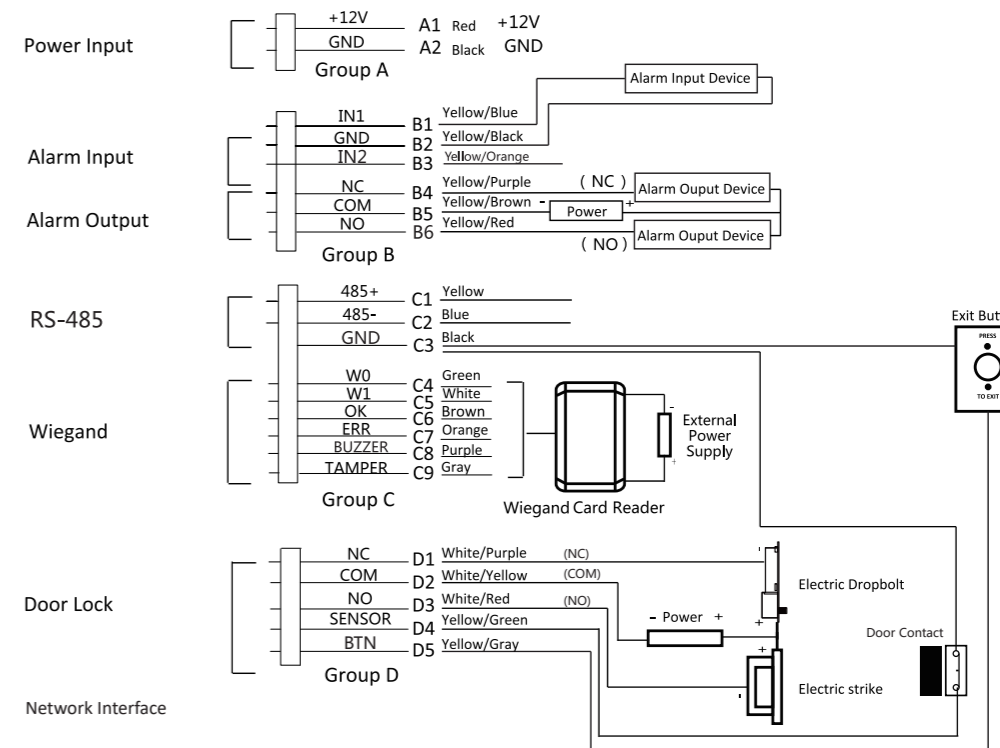 Power Input
+12V A1 Red +12V
GND A2 Black GND
Group A
Alarm Input Device
IN1 B1 Yellow/Blue
GND B2 Yellow/Black
Alarm Input
IN2 B3 Yellow/Orange
NC B4 Yellow/Purple ( NC ) Alarm Ouput Device
Alarm Output
COM B5 Yellow/Brown - Power +
NO B6 Yellow/Red ( NO ) Alarm Ouput Device
Group B
RS-485
485+ C1 Yellow
485- C2 Blue
GND C3 Black
Exit But
PRESS
TO EXIT
Wiegand
W0 C4 Green
W1 C5 White
OK C6 Brown
ERR C7 Orange
BUZZER C8 Purple
TAMPER C9 Gray
Group C
-
External
Power
Supply
+
Wiegand Card Reader
Door Lock
NC D1 White/Purple (NC)
COM D2 White/Yellow (COM)
NO D3 White/Red (NO)
SENSOR D4 Yellow/Green
BTN D5 Yellow/Gray
Group D
- Electric Dropbolt
+
- Power +
Door Contact
+
- Electric strike
Network Interface